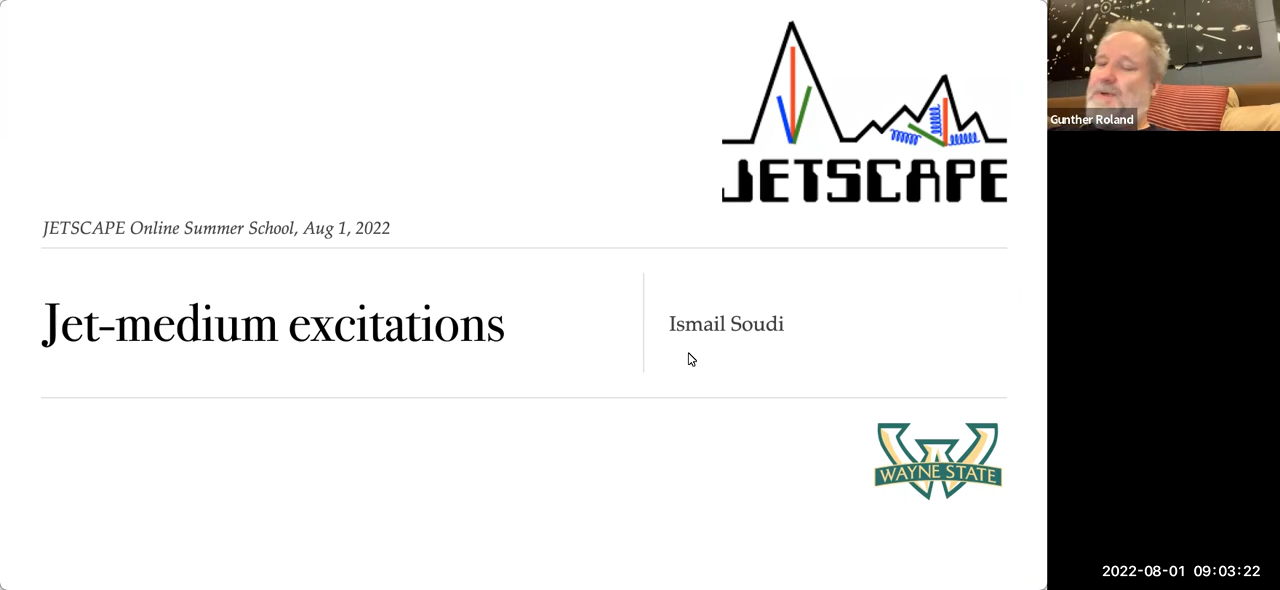 JETSCAPE
Gunther Roland
JETSCAPE Online Summer School, Aug 1, 2022
Jet-medium excitations
Ismail Soudi
WAYNE STATE
2022-08-01 09:03:22